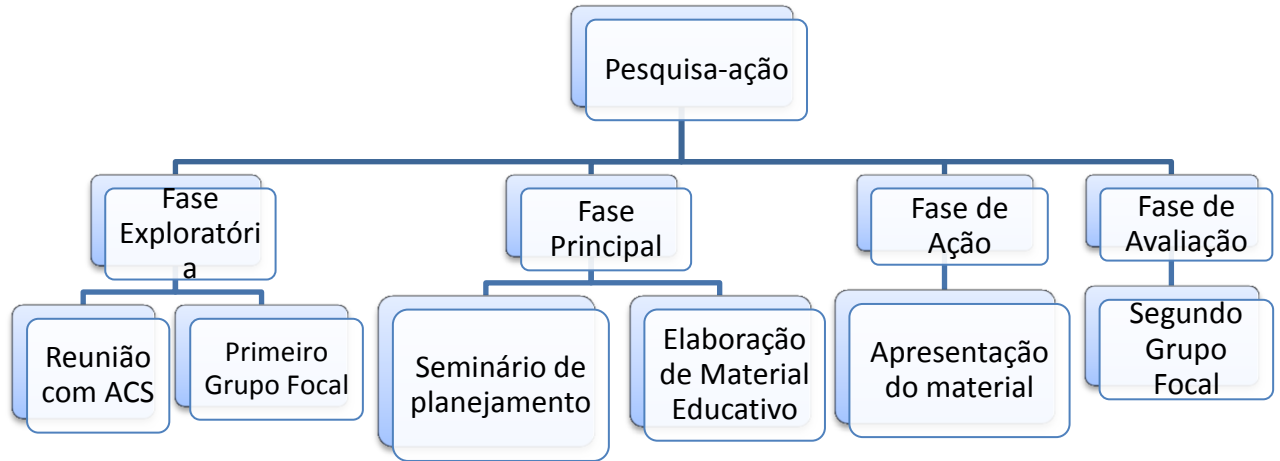 Pesquisa-ação
Fase
Exploratóri
a
Fase
Principal
Fase de
Ação
Fase de
Avaliação
Reunião
com ACS
Primeiro
Grupo Focal
Seminário de
planejamento
Elaboração
de Material
Educativo
Apresentação
do material
Segundo
Grupo
Focal